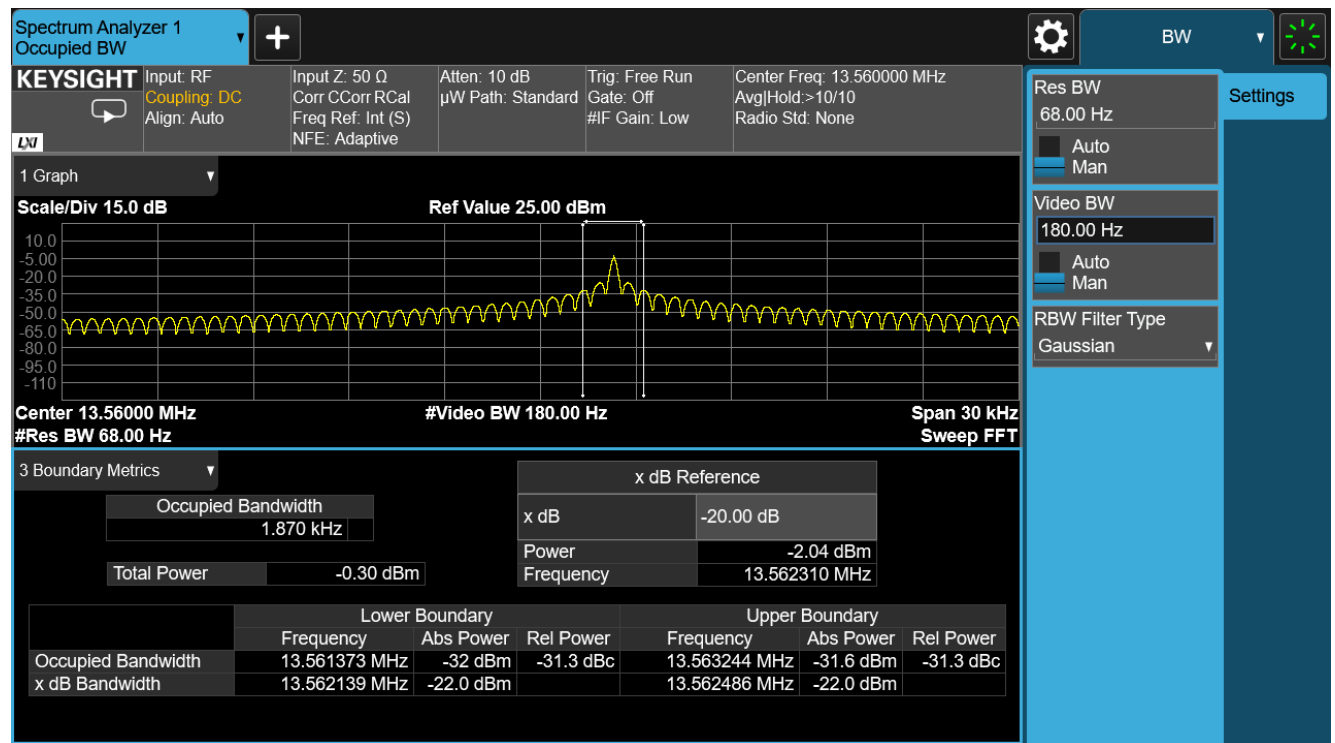 Spectrum Analyzer 1
Occupied BW
BW
KEYSIGHT
LXI
Input: RF
Coupling: DC
Align: Auto
Input Z: 50 Ω
Corr CCorr RCal
Freq Ref: Int (S)
NFE: Adaptive
Atten: 10 dB
µW Path: Standard
Trig: Free Run
Gate: Off
#IF Gain: Low
Center Freq: 13.560000 MHz
Avg|Hold:>10/10
Radio Std: None
1 Graph
Scale/Div 15.0 dB
Ref Value 25.00 dBm
10.0
-5.00
-20.0
-35.0
-50.0
-65.0
-80.0
-95.0
-110
Center 13.56000 MHz
#Video BW 180.00 Hz
Span 30 kHz
#Res BW 68.00 Hz
Sweep FFT
3 Boundary Metrics
Occupied Bandwidth
1.870 kHz
Total Power -0.30 dBm
x dB Reference
x dB -20.00 dB
Power -2.04 dBm
Frequency 13.562310 MHz
Lower Boundary Upper Boundary
Frequency Abs Power Rel Power Frequency Abs Power Rel Power
Occupied Bandwidth 13.561373 MHz -32 dBm -31.3 dBc 13.563244 MHz -31.6 dBm -31.3 dBc
x dB Bandwidth 13.562139 MHz -22.0 dBm 13.562486 MHz -22.0 dBm
Res BW
68.00 Hz
Auto
Man
Video BW
180.00 Hz
Auto
Man
RBW Filter Type
Gaussian
Settings